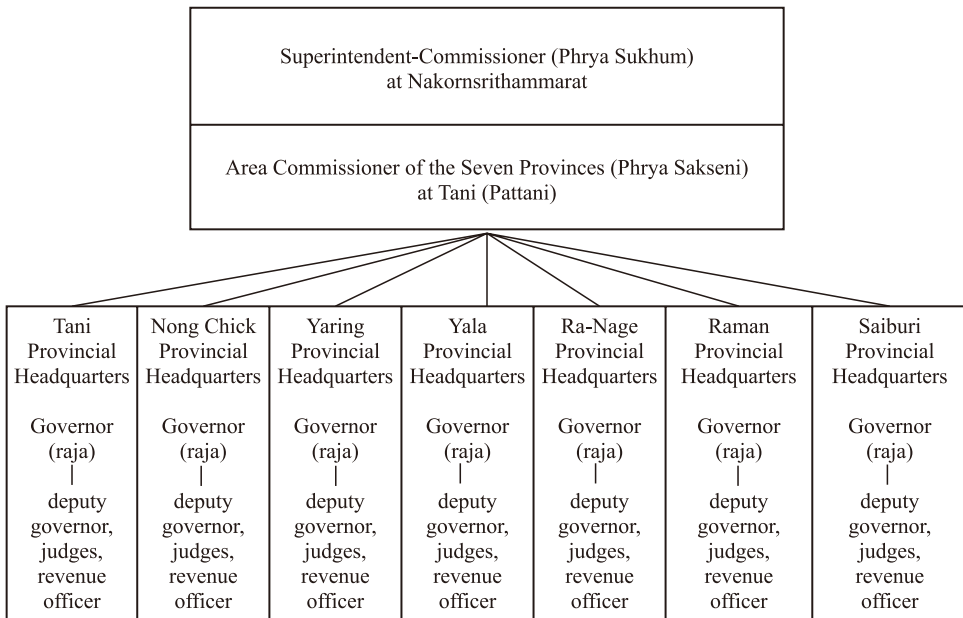 Superintendent-Commissioner (Phrya Sukhum)
at Nakornsrithammarat
Area Commissioner of the Seven Provinces (Phrya Sakseni)
at Tani (Pattani)
Tani
Provincial
Headquarters
Governor
(raja)
deputy
governor,
judges,
revenue
officer
Nong Chick
Provincial
Headquarters
Governor
(raja)
deputy
governor,
judges,
revenue
officer
Yaring
Provincial
Headquarters
Governor
(raja)
deputy
governor,
judges,
revenue
officer
Yala
Provincial
Headquarters
Governor
(raja)
deputy
governor,
judges,
revenue
officer
Ra-Nage
Provincial
Headquarters
Governor
(raja)
deputy
governor,
judges,
revenue
officer
Raman
Provincial
Headquarters
Governor
(raja)
deputy
governor,
judges,
revenue
officer
Saiburi
Provincial
Headquarters
Governor
(raja)
deputy
governor,
judges,
revenue
officer